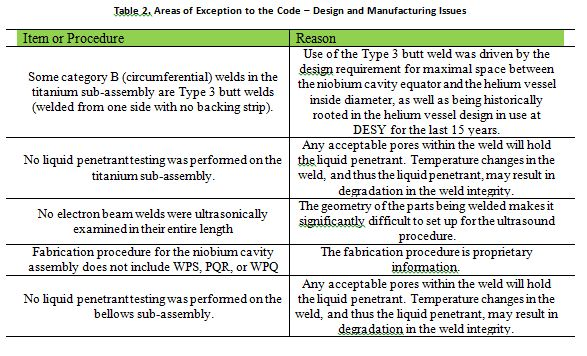 Table 2. Areas of Exception to the Code – Design and Manufacturing Issues
Item or Procedure
Reason
Some category B (circumferential) welds in the
titanium sub-assembly are Type 3 butt welds
(welded from one side with no backing strip).
Use of the Type 3 butt weld was driven by the
design requirement for maximal space between
the niobium cavity equator and the helium vessel
inside diameter, as well as being historically
rooted in the helium vessel design in use at
DESY for the last 15 years.
No liquid penetrant testing was performed on the
titanium sub-assembly.
Any acceptable pores within the weld will hold
the liquid penetrant. Temperature changes in the
weld, and thus the liquid penetrant, may result in
degradation in the weld integrity.
No electron beam welds were ultrasonically
examined in their entire length
The geometry of the parts being welded makes it
significantly difficult to set up for the ultrasound
procedure.
Fabrication procedure for the niobium cavity
assembly does not include WPS, PQR, or WPQ
The fabrication procedure is proprietary
information.
No liquid penetrant testing was performed on the
bellows sub-assembly.
Any acceptable pores within the weld will hold
the liquid penetrant. Temperature changes in the
weld, and thus the liquid penetrant, may result in
degradation in the weld integrity.